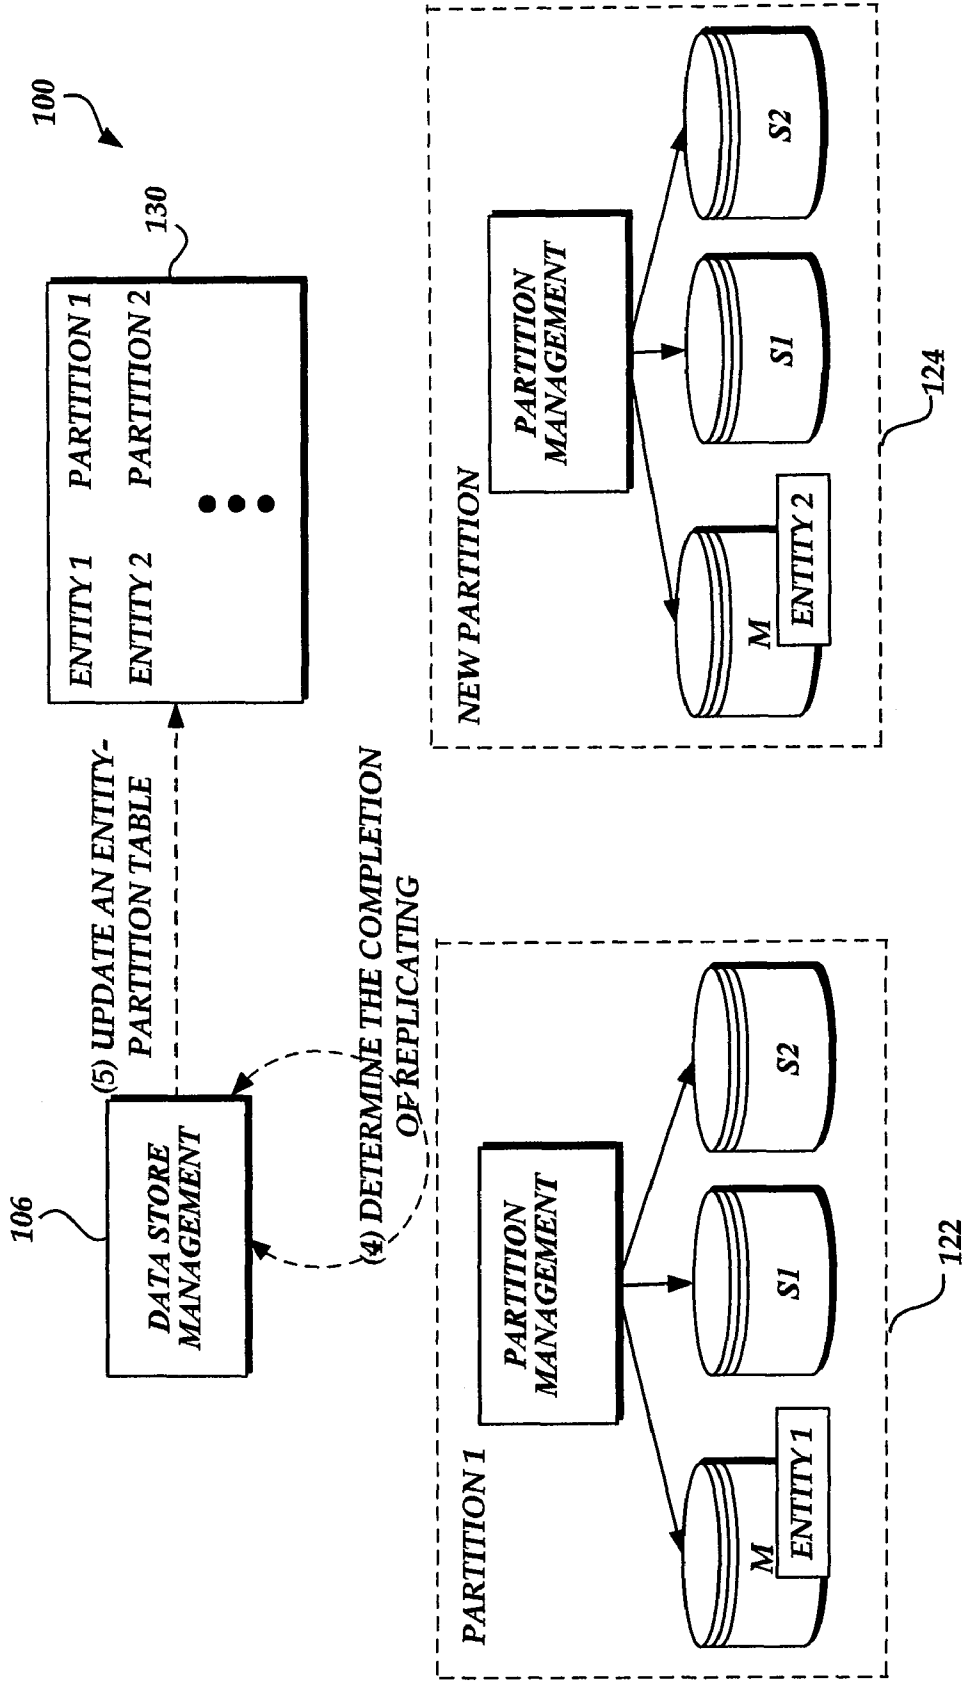 100
106
DATA STORE
MANAGEMENT
(5) UPDATE AN ENTITY-
PARTITION TABLE
130
ENTITY 1 PARTITION 1
ENTITY 2 PARTITION 2
(4) DETERMINE THE COMPLETION
OF REPLICATING
PARTITION 1
PARTITION
MANAGEMENT
M
ENTITY 1
S1
S2
122
NEW PARTITION
PARTITION
MANAGEMENT
M
ENTITY 2
S1
S2
124